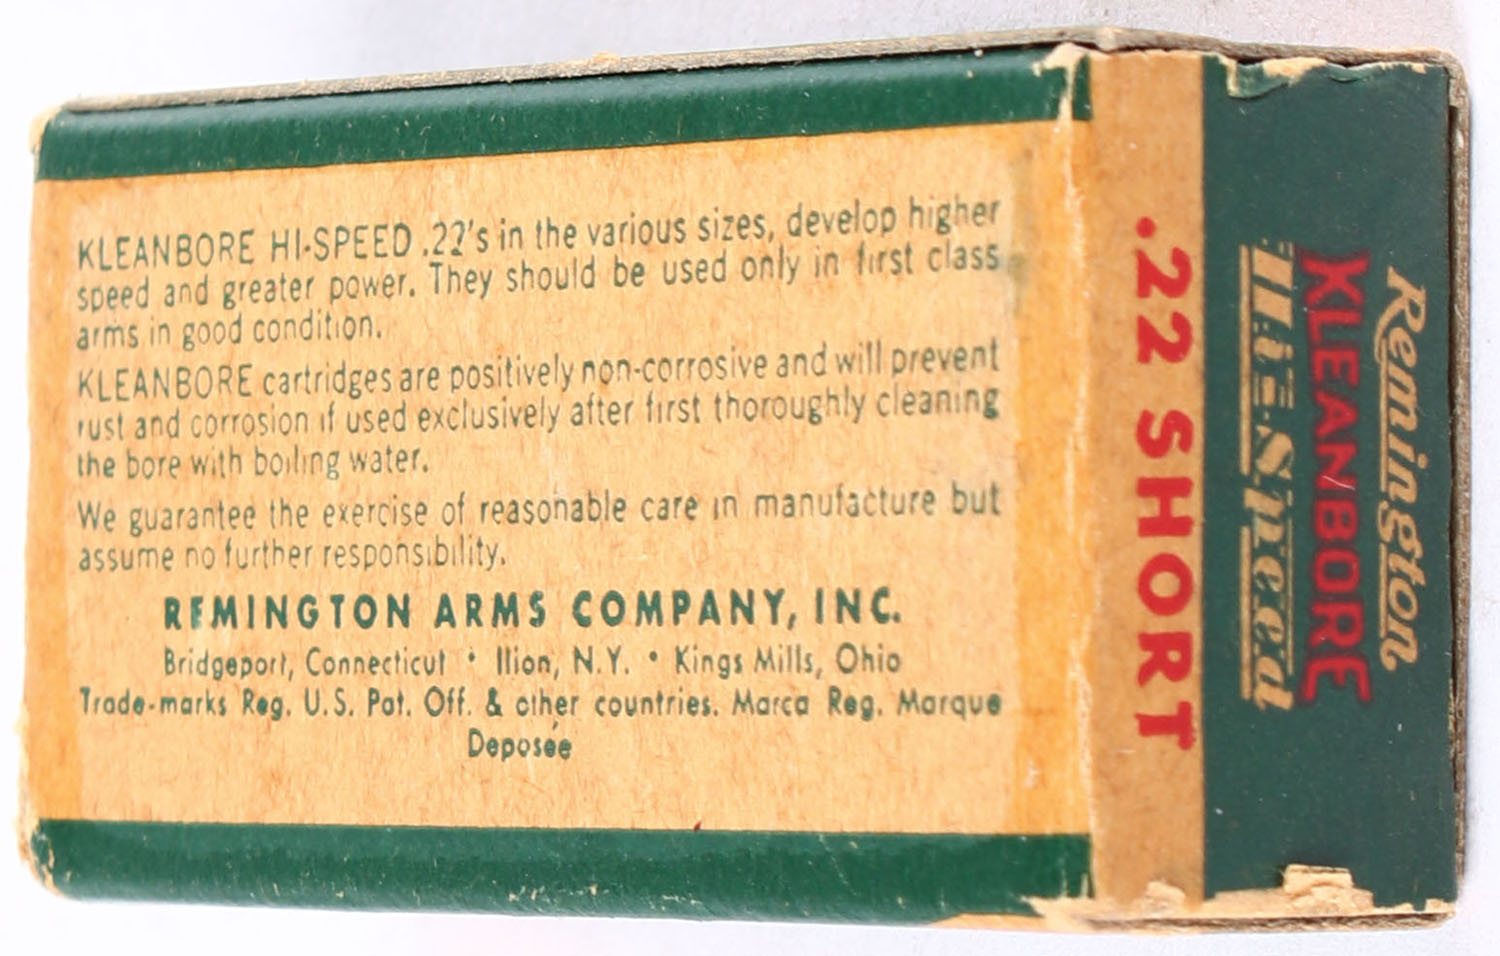 KLEANBORE HI-SPEED .22's in the various sizes, develop higher
speed and greater power. They should be used only in first class
arms in good condition.
KLEANBORE cartridges are positively non-corrosive and will prevent
rust and corrosion if used exclusively after first thoroughly cleaning
the bore with boiling water.
We guarantee the exercise of reasonable care in manufacture but
assume no further responsibility.
REMINGTON ARMS COMPANY, INC.
Bridgeport, Connecticut • Ilion, N.Y. • Kings Mills, Ohio
Trade-marks Reg. U.S. Pat. Off. & other countries. Marca Reg. Marque
Deposée
.22 SHORT
Remington
KLEANBORE
Hi-Speed